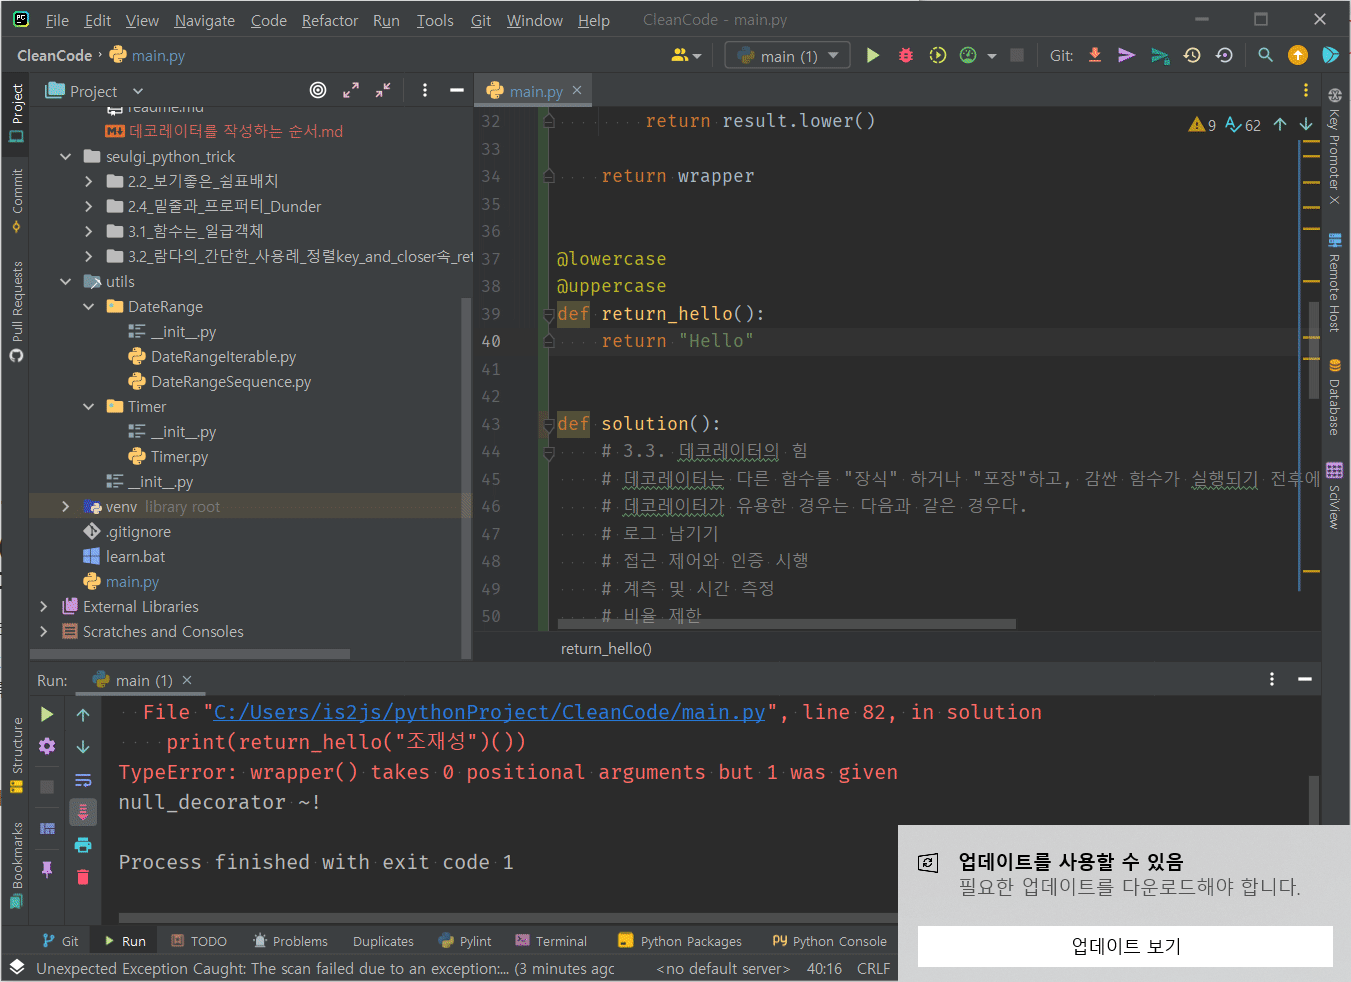 PC File Edit View Navigate Code Refactor Run Tools Git Window Help CleanCode - main.py
CleanCode main.py main (1) Git:
Project
Commit
Pull Requests
Structure
Bookmarks
Project
readme.md
데코레이터를 작성하는 순서.md
seulgi_python_trick
2.2_보기좋은_쉼표배치
2.4_밑줄과_프로퍼티_Dunder
3.1_함수는_일급객체
3.2_람다의_간단한_사용례_정렬key_and_closer속_ret
utils
DateRange
__init__.py
DateRangeIterable.py
DateRangeSequence.py
Timer
__init__.py
Timer.py
__init__.py
venv library root
.gitignore
learn.bat
main.py
External Libraries
Scratches and Consoles
main.py
9 62
32 return result.lower()
33
34 return wrapper
35
36
37 @lowercase
38 @uppercase
39 def return_hello():
40 return "Hello"
41
42
43 def solution():
44 # 3.3. 데코레이터의 힘
45 # 데코레이터는 다른 함수를 "장식" 하거나 "포장"하고, 감싼 함수가 실행되기 전후에
46 # 데코레이터가 유용한 경우는 다음과 같은 경우다.
47 # 로그 남기기
48 # 접근 제어와 인증 시행
49 # 계측 및 시간 측정
50 # 비율 제한
return_hello()
Key Promoter X
Remote Host
Database
SciView
Run: main (1)
File "C:/Users/is2js/pythonProject/CleanCode/main.py", line 82, in solution
print(return_hello("조재성")())
TypeError: wrapper() takes 0 positional arguments but 1 was given
null_decorator ~!
Process finished with exit code 1
업데이트를 사용할 수 있음
필요한 업데이트를 다운로드해야 합니다.
업데이트 보기
Git Run TODO Problems Duplicates Pylint Terminal Python Packages Python Console
Unexpected Exception Caught: The scan failed due to an exception:... (3 minutes agc <no default server> 40:16 CRLF